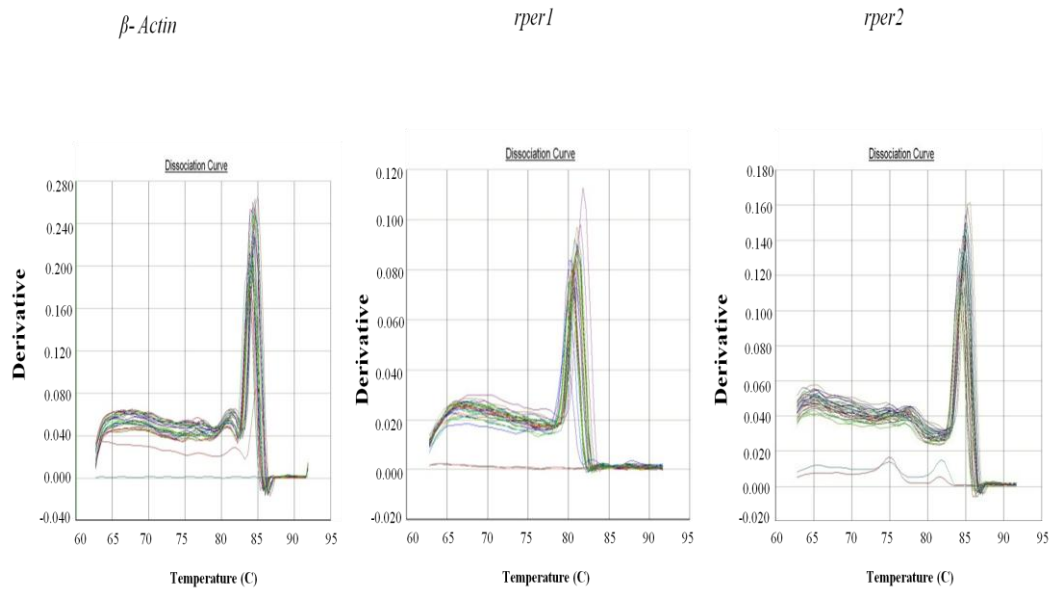 β- Actin
rper1
rper2
Dissociation Curve
0.280
0.240
0.200
0.160
0.120
0.080
0.040
0.000
-0.040
Derivative
60 65 70 75 80 85 90 95
Temperature (C)
Dissociation Curve
0.120
0.100
0.080
0.060
0.040
0.020
0.000
-0.020
Derivative
60 65 70 75 80 85 90 95
Temperature (C)
Dissociation Curve
0.180
0.160
0.140
0.120
0.100
0.080
0.060
0.040
0.020
0.000
-0.020
Derivative
60 65 70 75 80 85 90 95
Temperature (C)